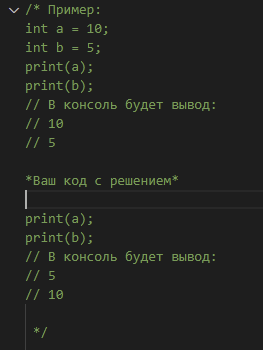 /* Пример:
int a = 10;
int b = 5;
print(a);
print(b);
// В консоль будет вывод:
// 10
// 5
*Ваш код с решением*
print(a);
print(b);
// В консоль будет вывод:
// 5
// 10
*/